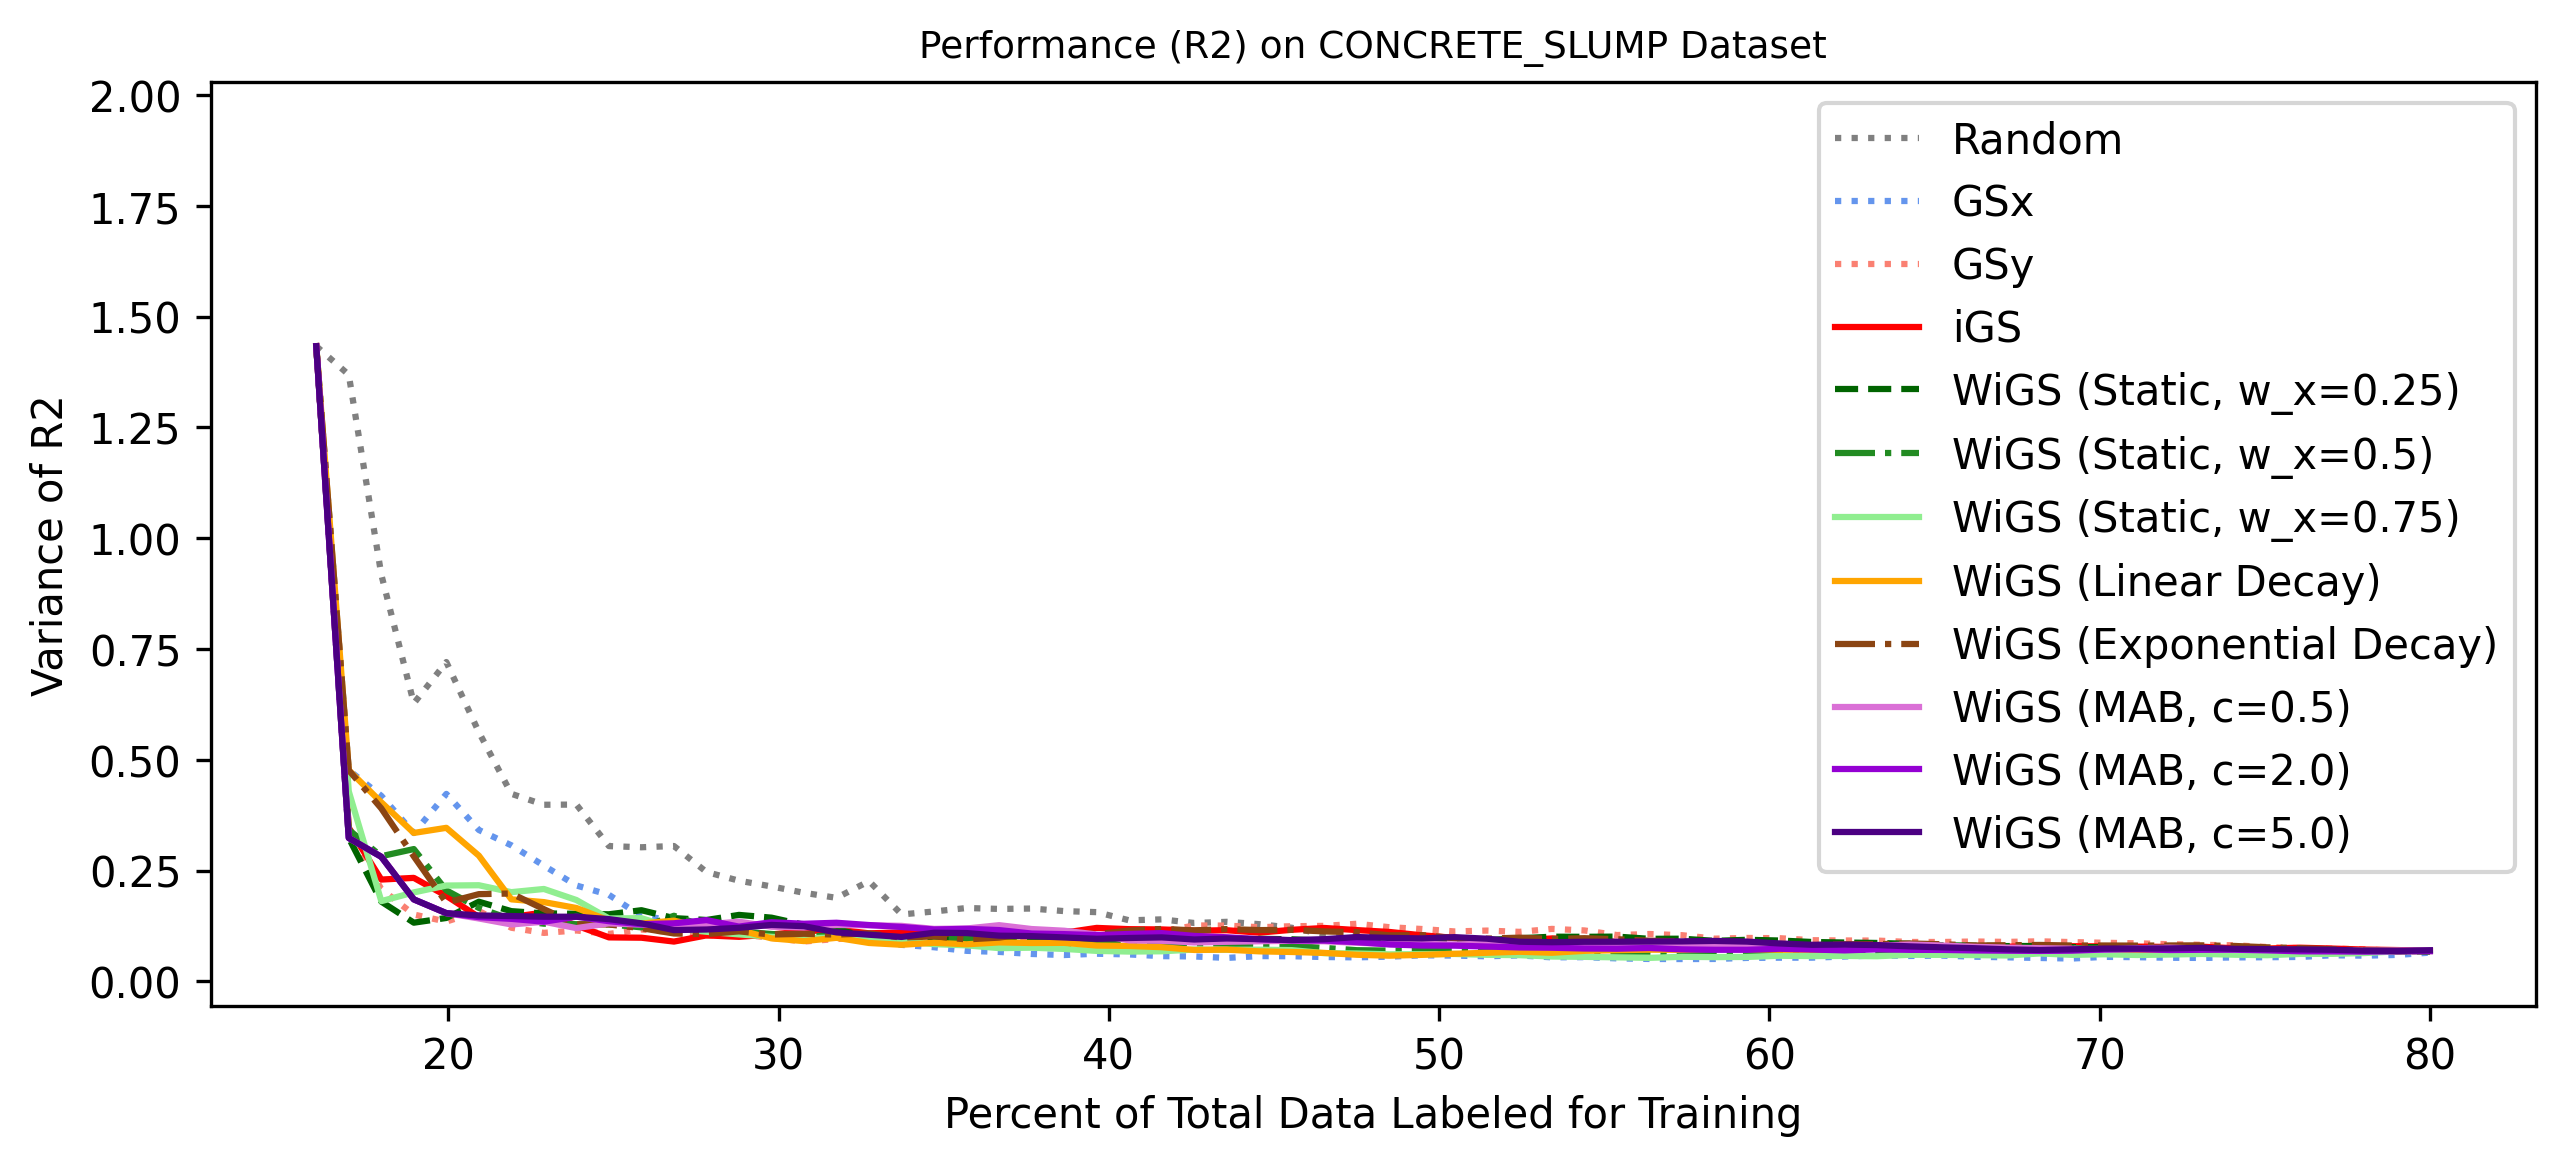 Performance (R2) on CONCRETE_SLUMP Dataset
Variance of R2
2.00
1.75
1.50
1.25
1.00
0.75
0.50
0.25
0.00
Random
GSx
GSy
iGS
WiGS (Static, w_x=0.25)
WiGS (Static, w_x=0.5)
WiGS (Static, w_x=0.75)
WiGS (Linear Decay)
WiGS (Exponential Decay)
WiGS (MAB, c=0.5)
WiGS (MAB, c=2.0)
WiGS (MAB, c=5.0)
20 30 40 50 60 70 80
Percent of Total Data Labeled for Training